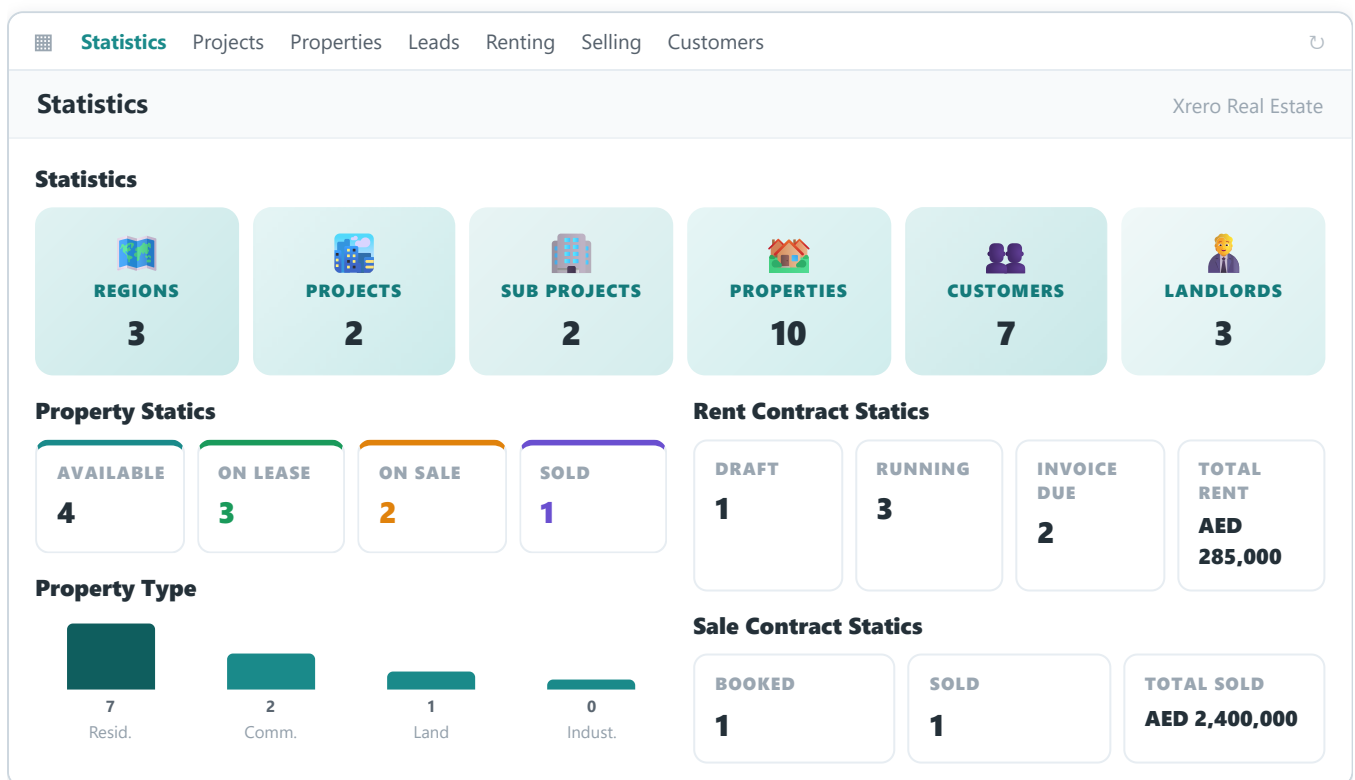 Statistics Projects Properties Leads Renting Selling Customers
Statistics
Xrero Real Estate
Statistics
REGIONS
3
PROJECTS
2
SUB PROJECTS
2
PROPERTIES
10
CUSTOMERS
7
LANDLORDS
3
Property Statics
AVAILABLE
4
ON LEASE
3
ON SALE
2
SOLD
1
Property Type
7
Resid.
2
Comm.
1
Land
0
Indust.
Rent Contract Statics
DRAFT
1
RUNNING
3
INVOICE
DUE
2
TOTAL
RENT
AED
285,000
Sale Contract Statics
BOOKED
1
SOLD
1
TOTAL SOLD
AED 2,400,000